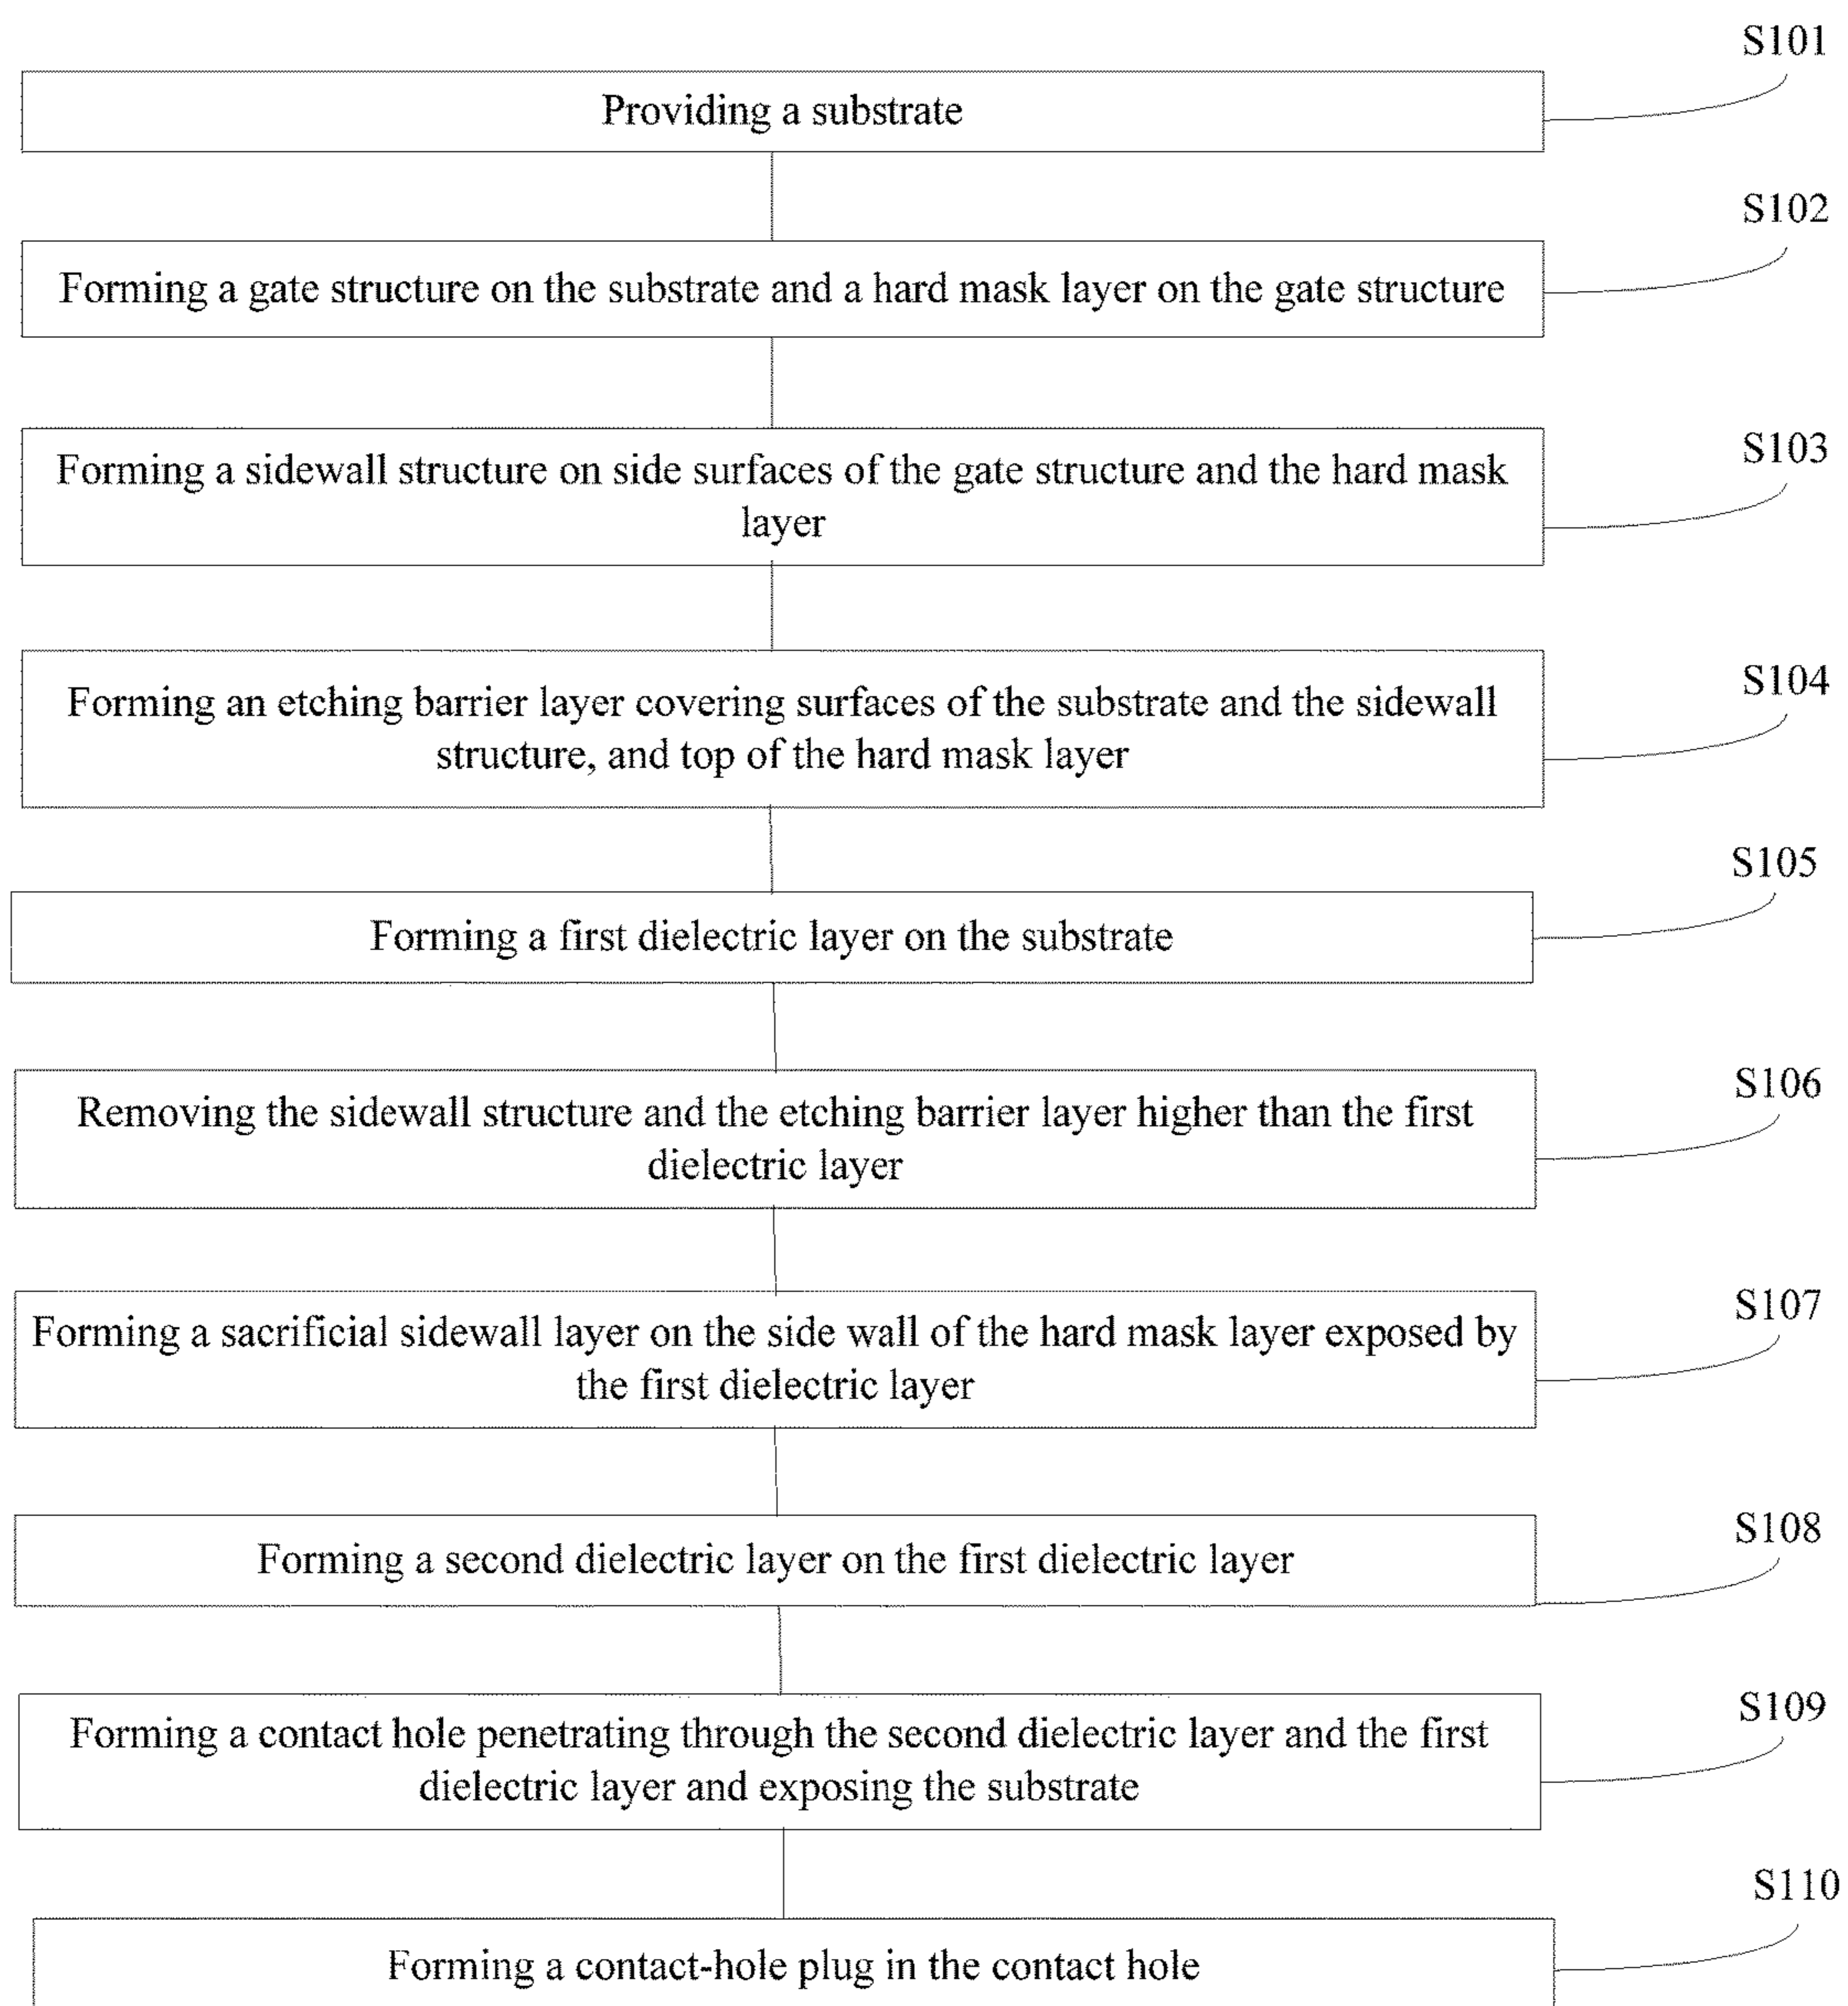 S101
Providing a substrate
S102
Forming a gate structure on the substrate and a hard mask layer on the gate structure
S103
Forming a sidewall structure on side surfaces of the gate structure and the hard mask
layer
S104
Forming an etching barrier layer covering surfaces of the substrate and the sidewall
structure, and top of the hard mask layer
S105
Forming a first dielectric layer on the substrate
S106
Removing the sidewall structure and the etching barrier layer higher than the first
dielectric layer
S107
Forming a sacrificial sidewall layer on the side wall of the hard mask layer exposed by
the first dielectric layer
S108
Forming a second dielectric layer on the first dielectric layer
S109
Forming a contact hole penetrating through the second dielectric layer and the first
dielectric layer and exposing the substrate
S110
Forming a contact-hole plug in the contact hole